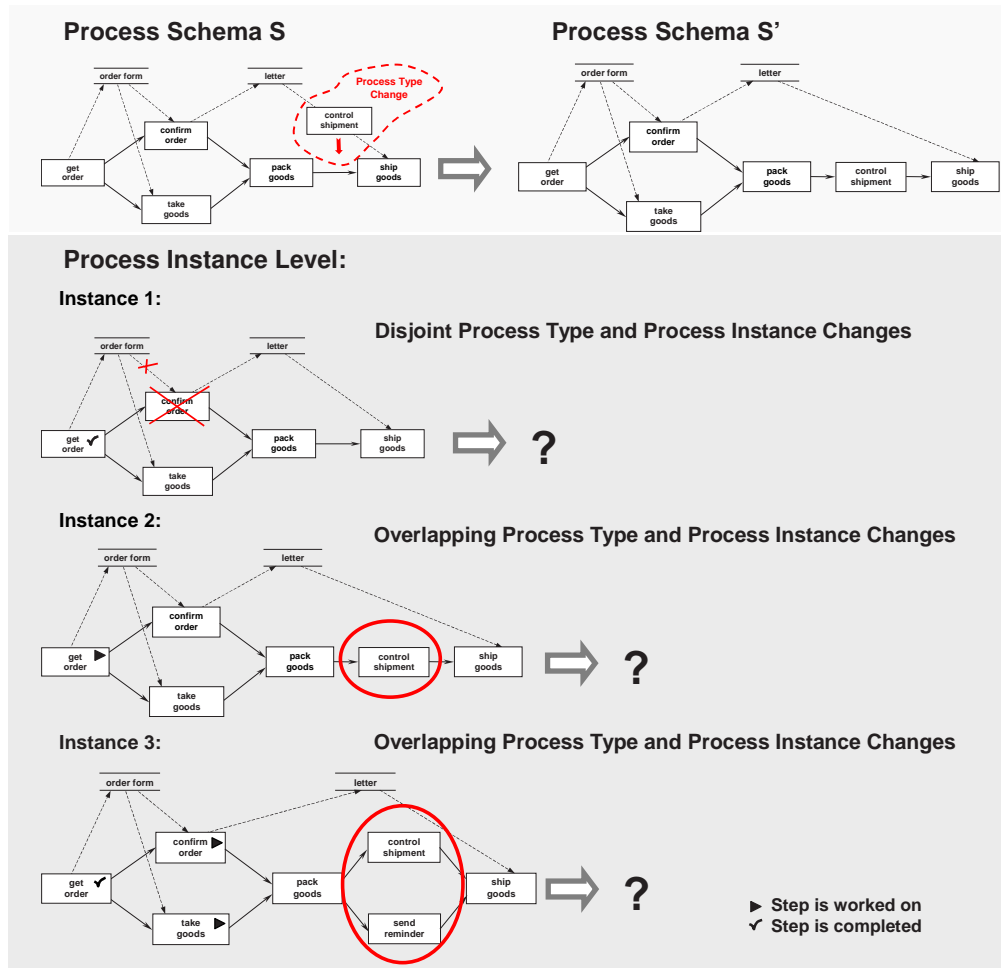 Process Schema S
Process Schema S’
order form
letter
Process Type
Change
control
shipment
confirm
order
get
order
pack
goods
ship
goods
take
goods
order form
letter
confirm
order
get
order
pack
goods
control
shipment
ship
goods
take
goods
Process Instance Level:
Instance 1:
Disjoint Process Type and Process Instance Changes
order form
letter
confirm
order
get
order
pack
goods
ship
goods
?
take
goods
Instance 2:
Overlapping Process Type and Process Instance Changes
order form
letter
confirm
order
get
order
pack
goods
control
shipment
ship
goods
?
take
goods
Instance 3:
Overlapping Process Type and Process Instance Changes
order form
letter
confirm
order
control
shipment
get
order
pack
goods
ship
goods
?
take
goods
send
reminder
Step is worked on
Step is completed